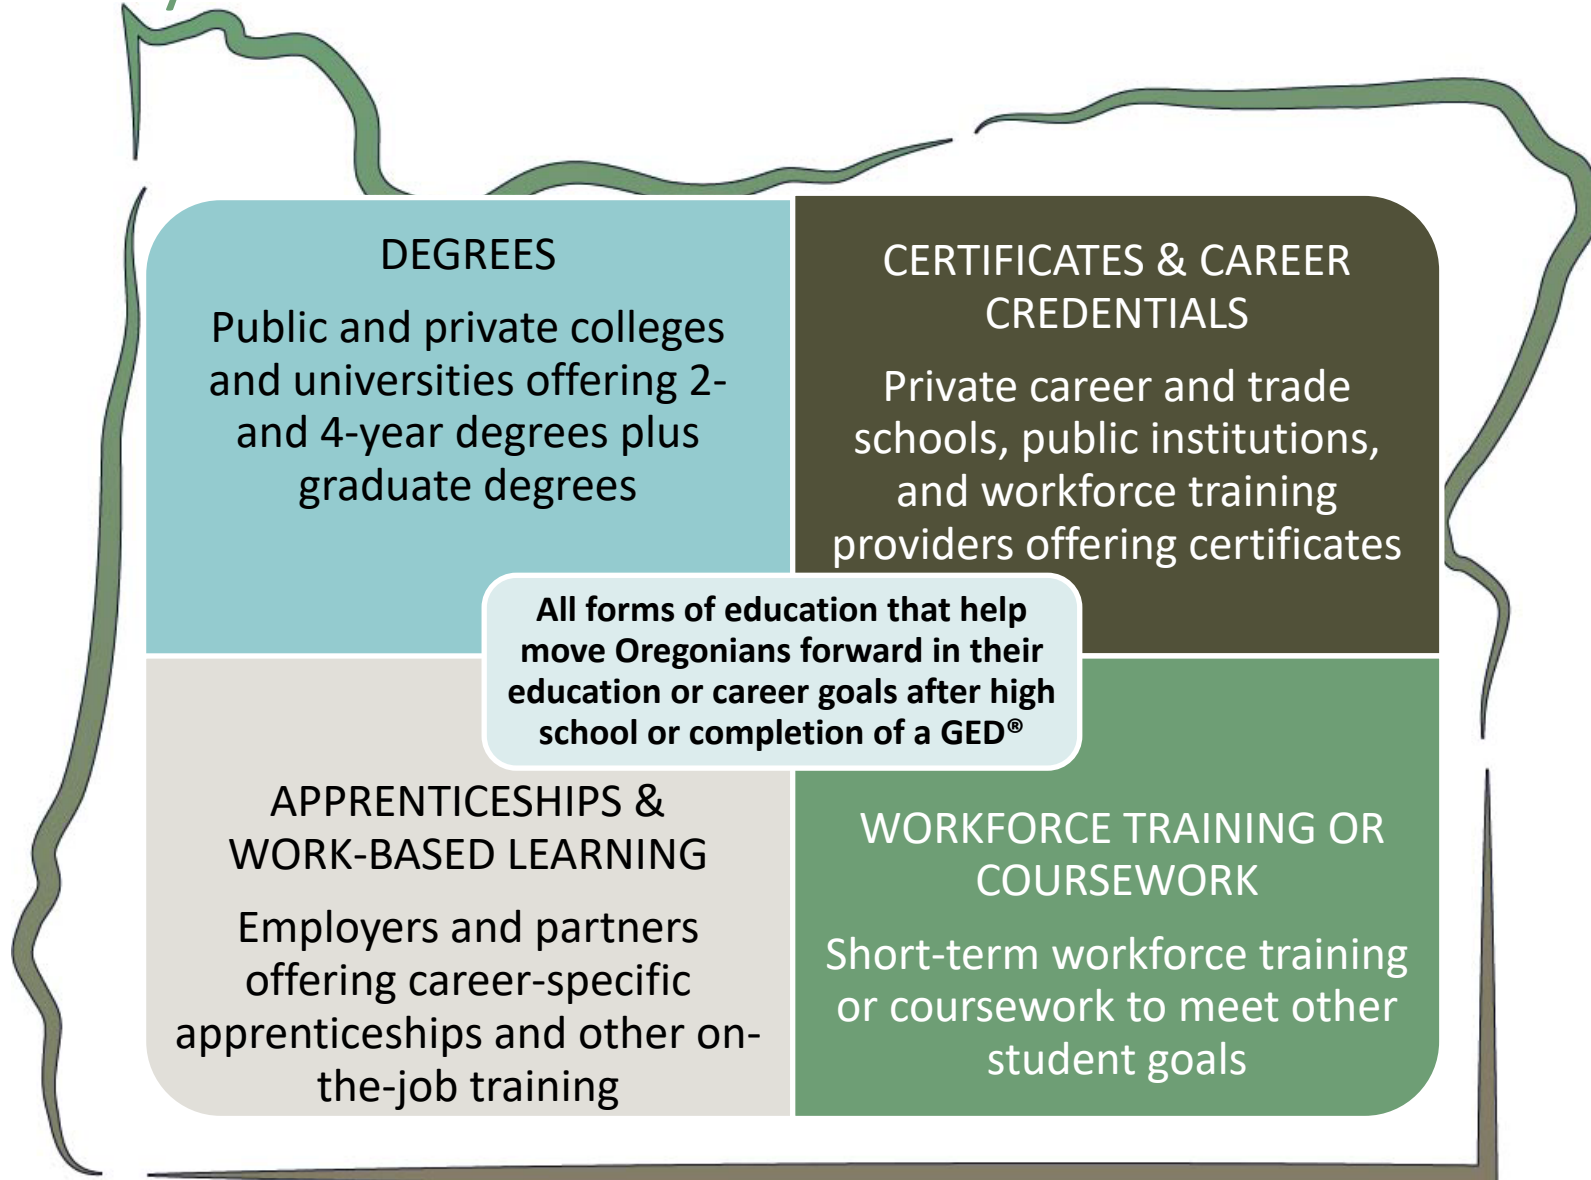 DEGREES
Public and private colleges
and universities offering 2-
and 4-year degrees plus
graduate degrees
CERTIFICATES & CAREER
CREDENTIALS
Private career and trade
schools, public institutions,
and workforce training
providers offering certificates
All forms of education that help
move Oregonians forward in their
education or career goals after high
school or completion of a GED®
APPRENTICESHIPS &
WORK-BASED LEARNING
Employers and partners
offering career-specific
apprenticeships and other on-
the-job training
WORKFORCE TRAINING OR
COURSEWORK
Short-term workforce training
or coursework to meet other
student goals